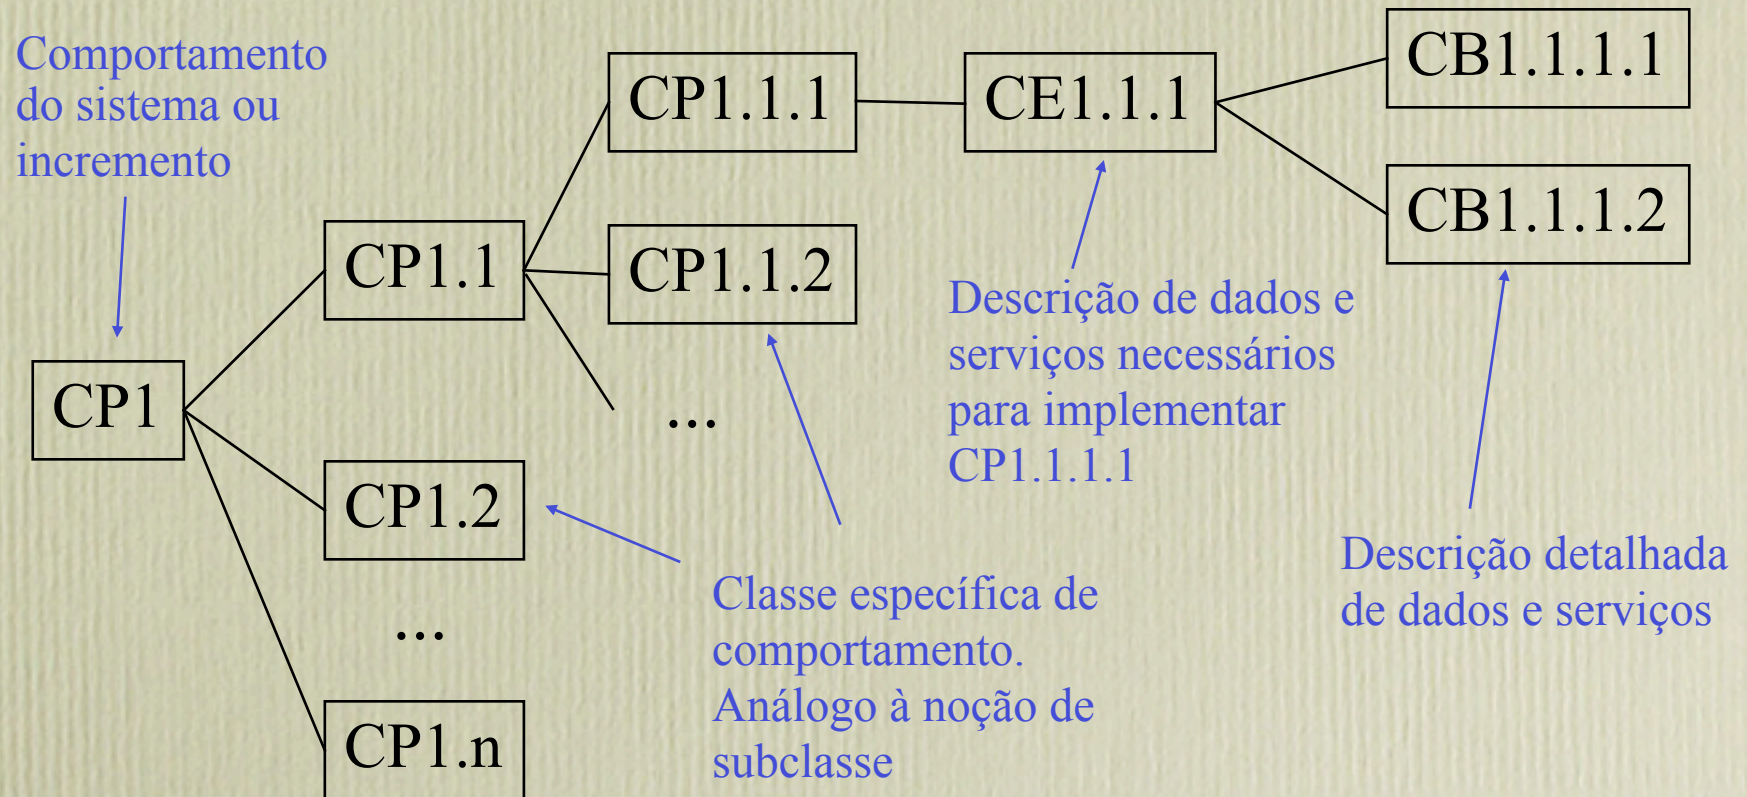 Comportamento
do sistema ou
incremento
CP1
CP1.1
CP1.2
...
CP1.n
CP1.1.1
CP1.1.2
...
Classe específica de
comportamento.
Análogo à noção de
subclasse
CE1.1.1
Descrição de dados e
serviços necessários
para implementar
CP1.1.1.1
CB1.1.1.1
CB1.1.1.2
Descrição detalhada
de dados e serviços